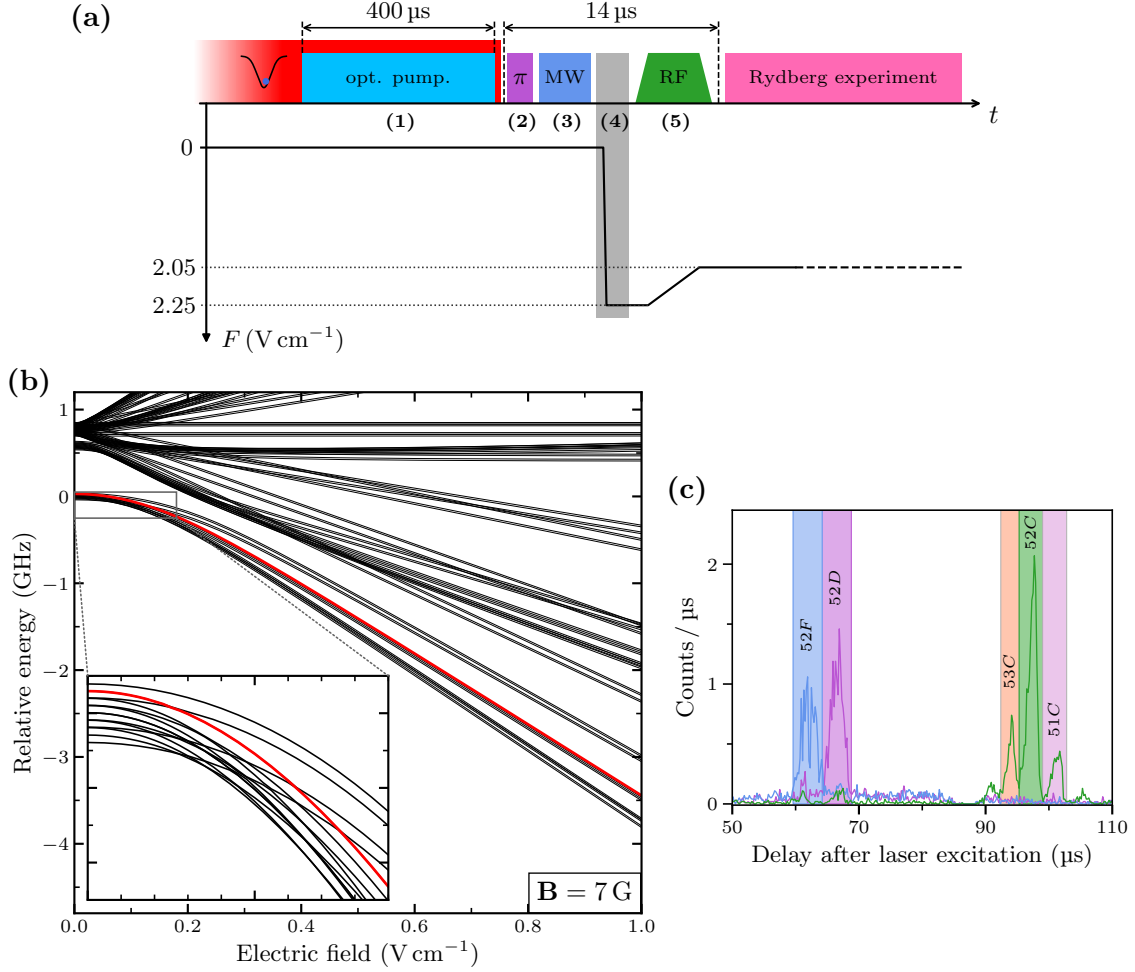 (a)
400 µs
14 µs
opt. pump.
π
MW
RF
Rydberg experiment
t
(1)
(2)
(3)
(4)
(5)
0
2.05
2.25
F (V cm⁻¹)
(b)
1
0
−1
−2
−3
−4
Relative energy (GHz)
B = 7 G
0.0
0.2
0.4
0.6
0.8
1.0
Electric field (V cm⁻¹)
(c)
2
1
0
Counts / µs
52F
52D
53C
52C
51C
50
70
90
110
Delay after laser excitation (µs)